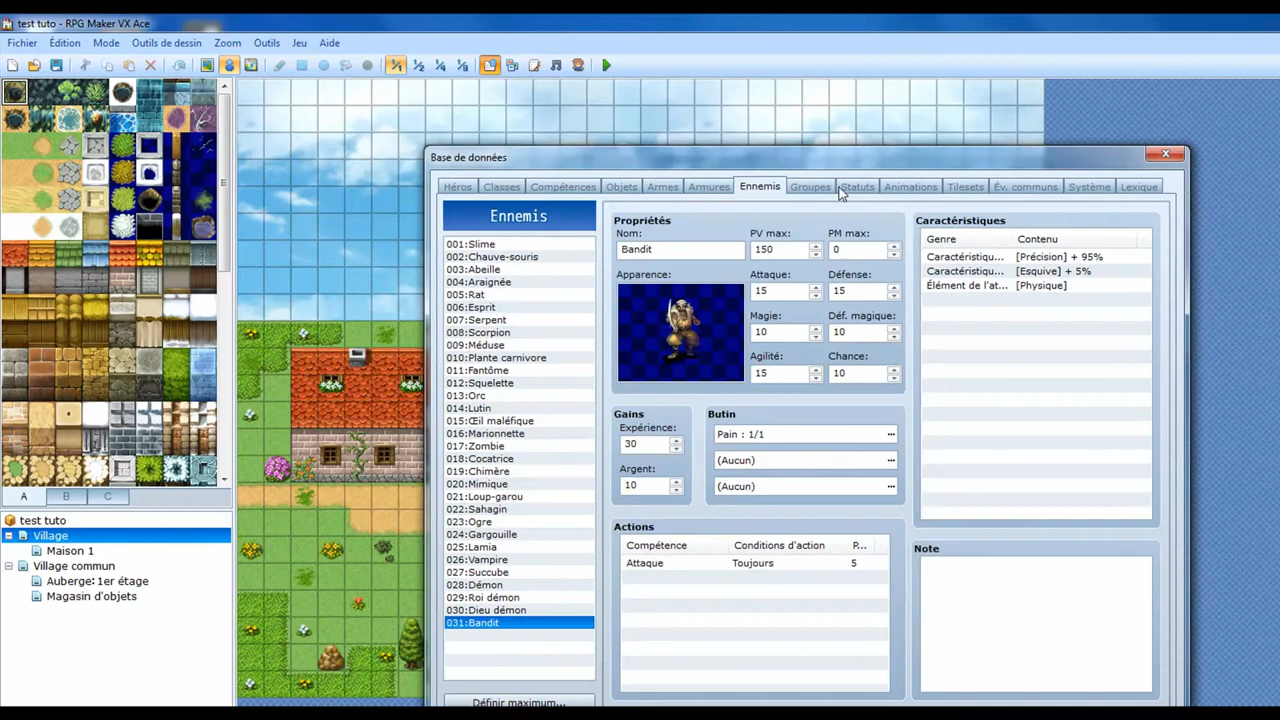 test tuto - RPG Maker VX Ace
Fichier Édition Mode Outils de dessin Zoom Outils Jeu Aide
1/1 1/2 1/4 1/8
Base de données
Héros Classes Compétences Objets Armes Armures Ennemis Groupes Statuts Animations Tilesets Év. communs Système Lexique
Ennemis
001:Slime
002:Chauve-souris
003:Abeille
004:Araignée
005:Rat
006:Esprit
007:Serpent
008:Scorpion
009:Méduse
010:Plante carnivore
011:Fantôme
012:Squelette
013:Orc
014:Lutin
015:Œil maléfique
016:Marionnette
017:Zombie
018:Cocatrice
019:Chimère
020:Mimique
021:Loup-garou
022:Sahagin
023:Ogre
024:Gargouille
025:Lamia
026:Vampire
027:Succube
028:Démon
029:Roi démon
030:Dieu démon
031:Bandit
Définir maximum...
Propriétés
Nom: PV max: PM max:
Bandit 150 0
Apparence: Attaque: Défense:
15 15
Magie: Déf. magique:
10 10
Agilité: Chance:
15 10
Gains
Expérience:
30
Argent:
10
Butin
Pain : 1/1
(Aucun)
(Aucun)
Actions
Compétence Conditions d'action P...
Attaque Toujours 5
Caractéristiques
Genre Contenu
Caractéristiqu... [Précision] + 95%
Caractéristiqu... [Esquive] + 5%
Élément de l'at... [Physique]
Note
A B C
test tuto
Village
Maison 1
Village commun
Auberge: 1er étage
Magasin d'objets